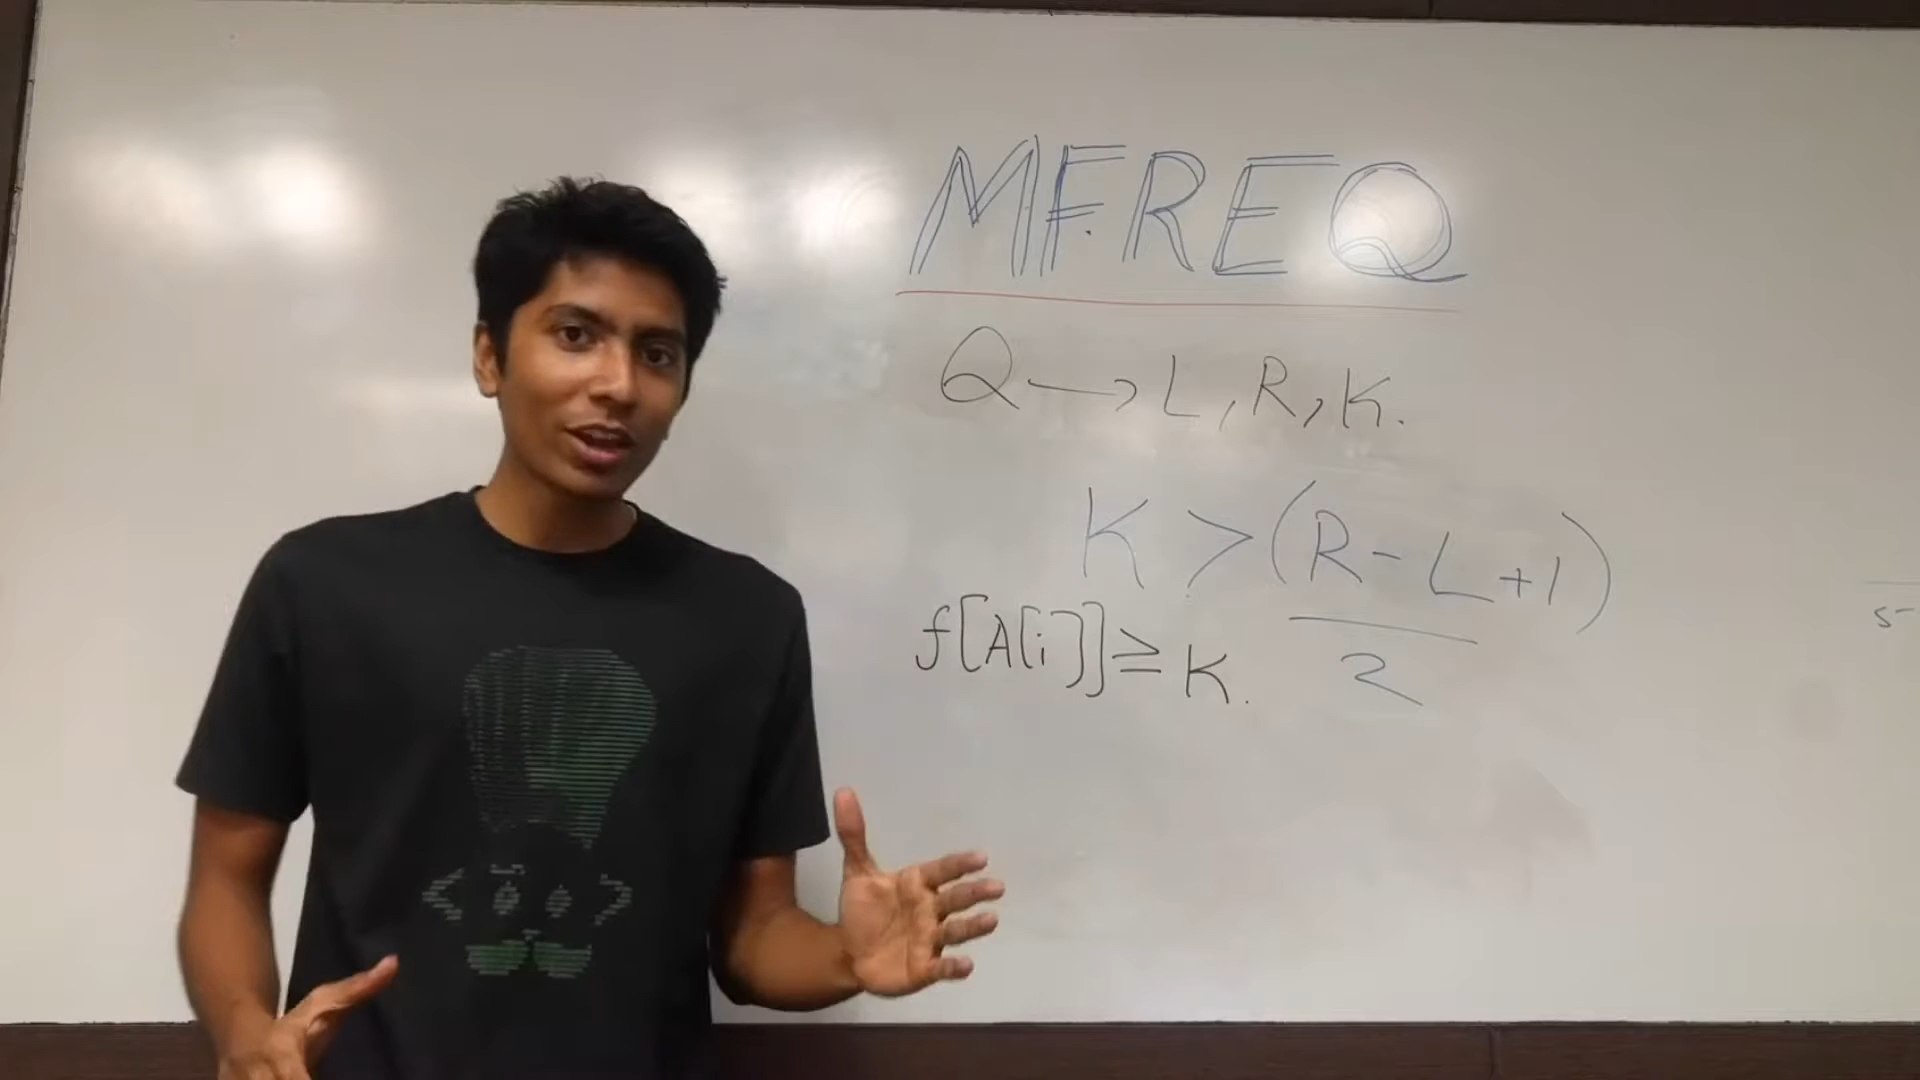 MFREQ
Q → L, R, K.
K > (R - L + 1)
2
f[A[i]] ≥ K.